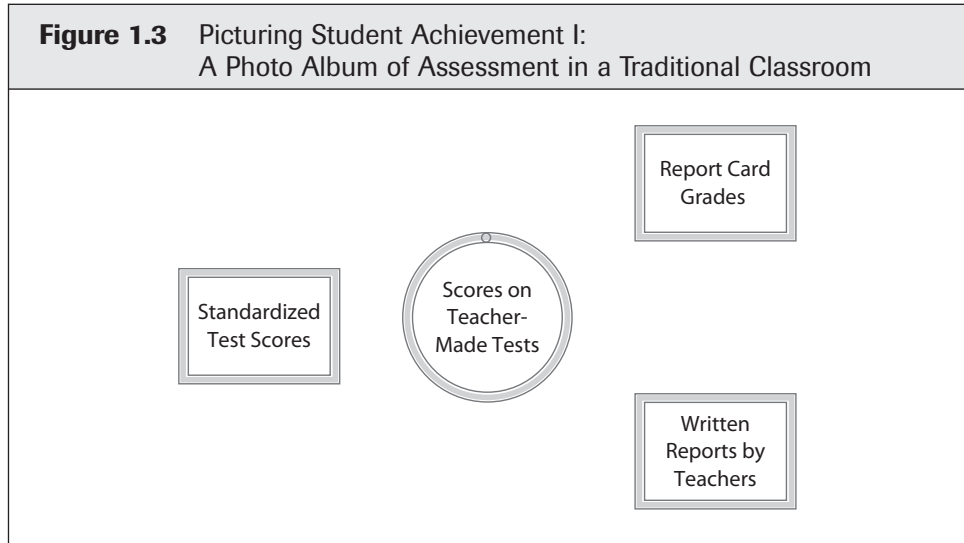 Figure 1.3 Picturing Student Achievement I:
A Photo Album of Assessment in a Traditional Classroom
Report Card
Grades
Standardized
Test Scores
Scores on
Teacher-
Made Tests
Written
Reports by
Teachers